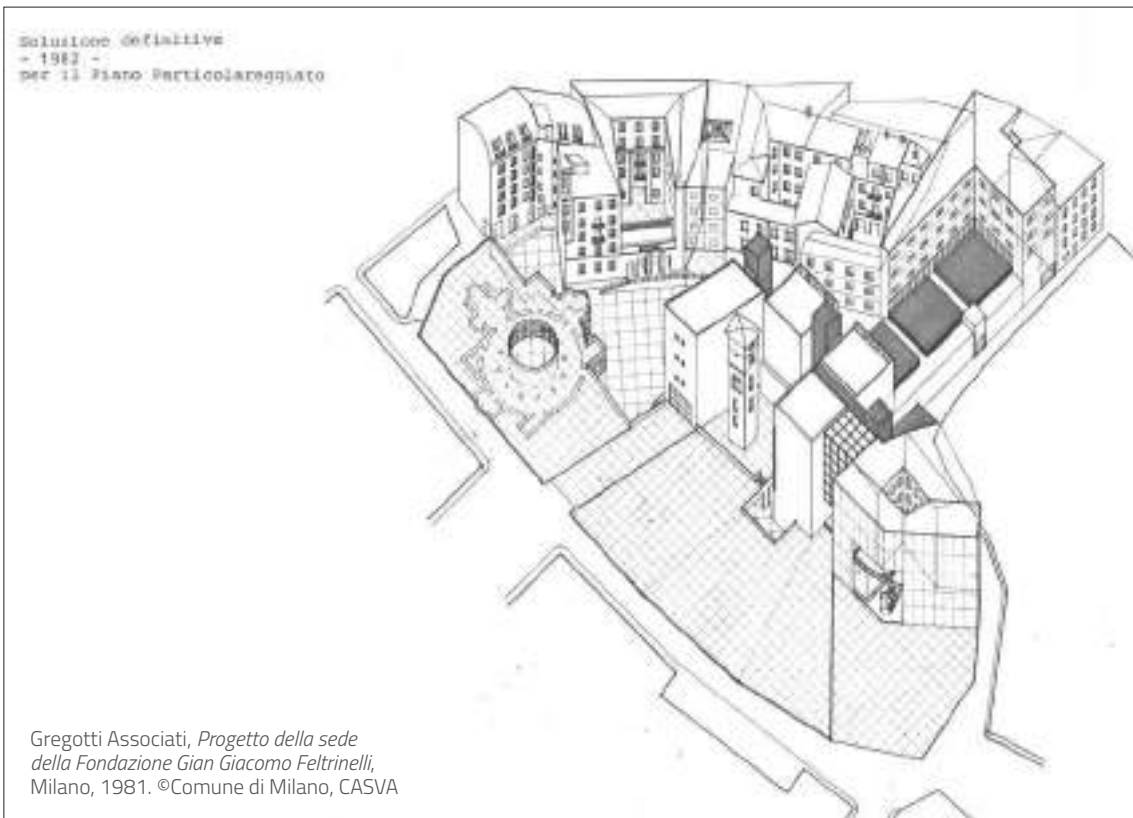 Soluzione definitiva
- 1982 -
per il Piano Particolareggiato
Gregotti Associati, Progetto della sede
della Fondazione Gian Giacomo Feltrinelli,
Milano, 1981. ©Comune di Milano, CASVA